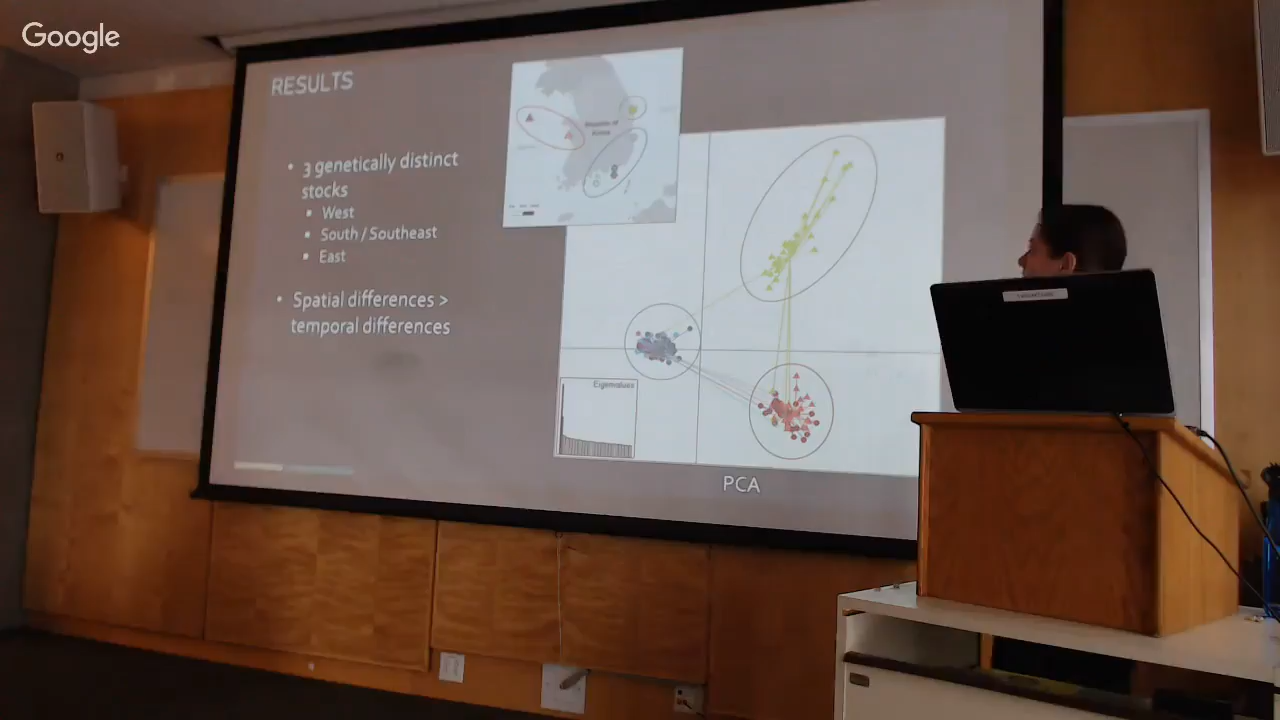 Google
RESULTS
3 genetically distinct
stocks
West
South / Southeast
East
Spatial differences >
temporal differences
Republic of
Korea
Eigenvalues
PCA